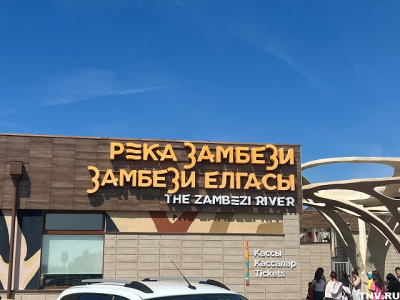 РЕКА ЗАМБЕЗИ
ЗАМБЕЗИ ЕЛГАСЫ
THE ZAMBEZI RIVER
Кассы
Кассалар
Tickets
TNV.RU